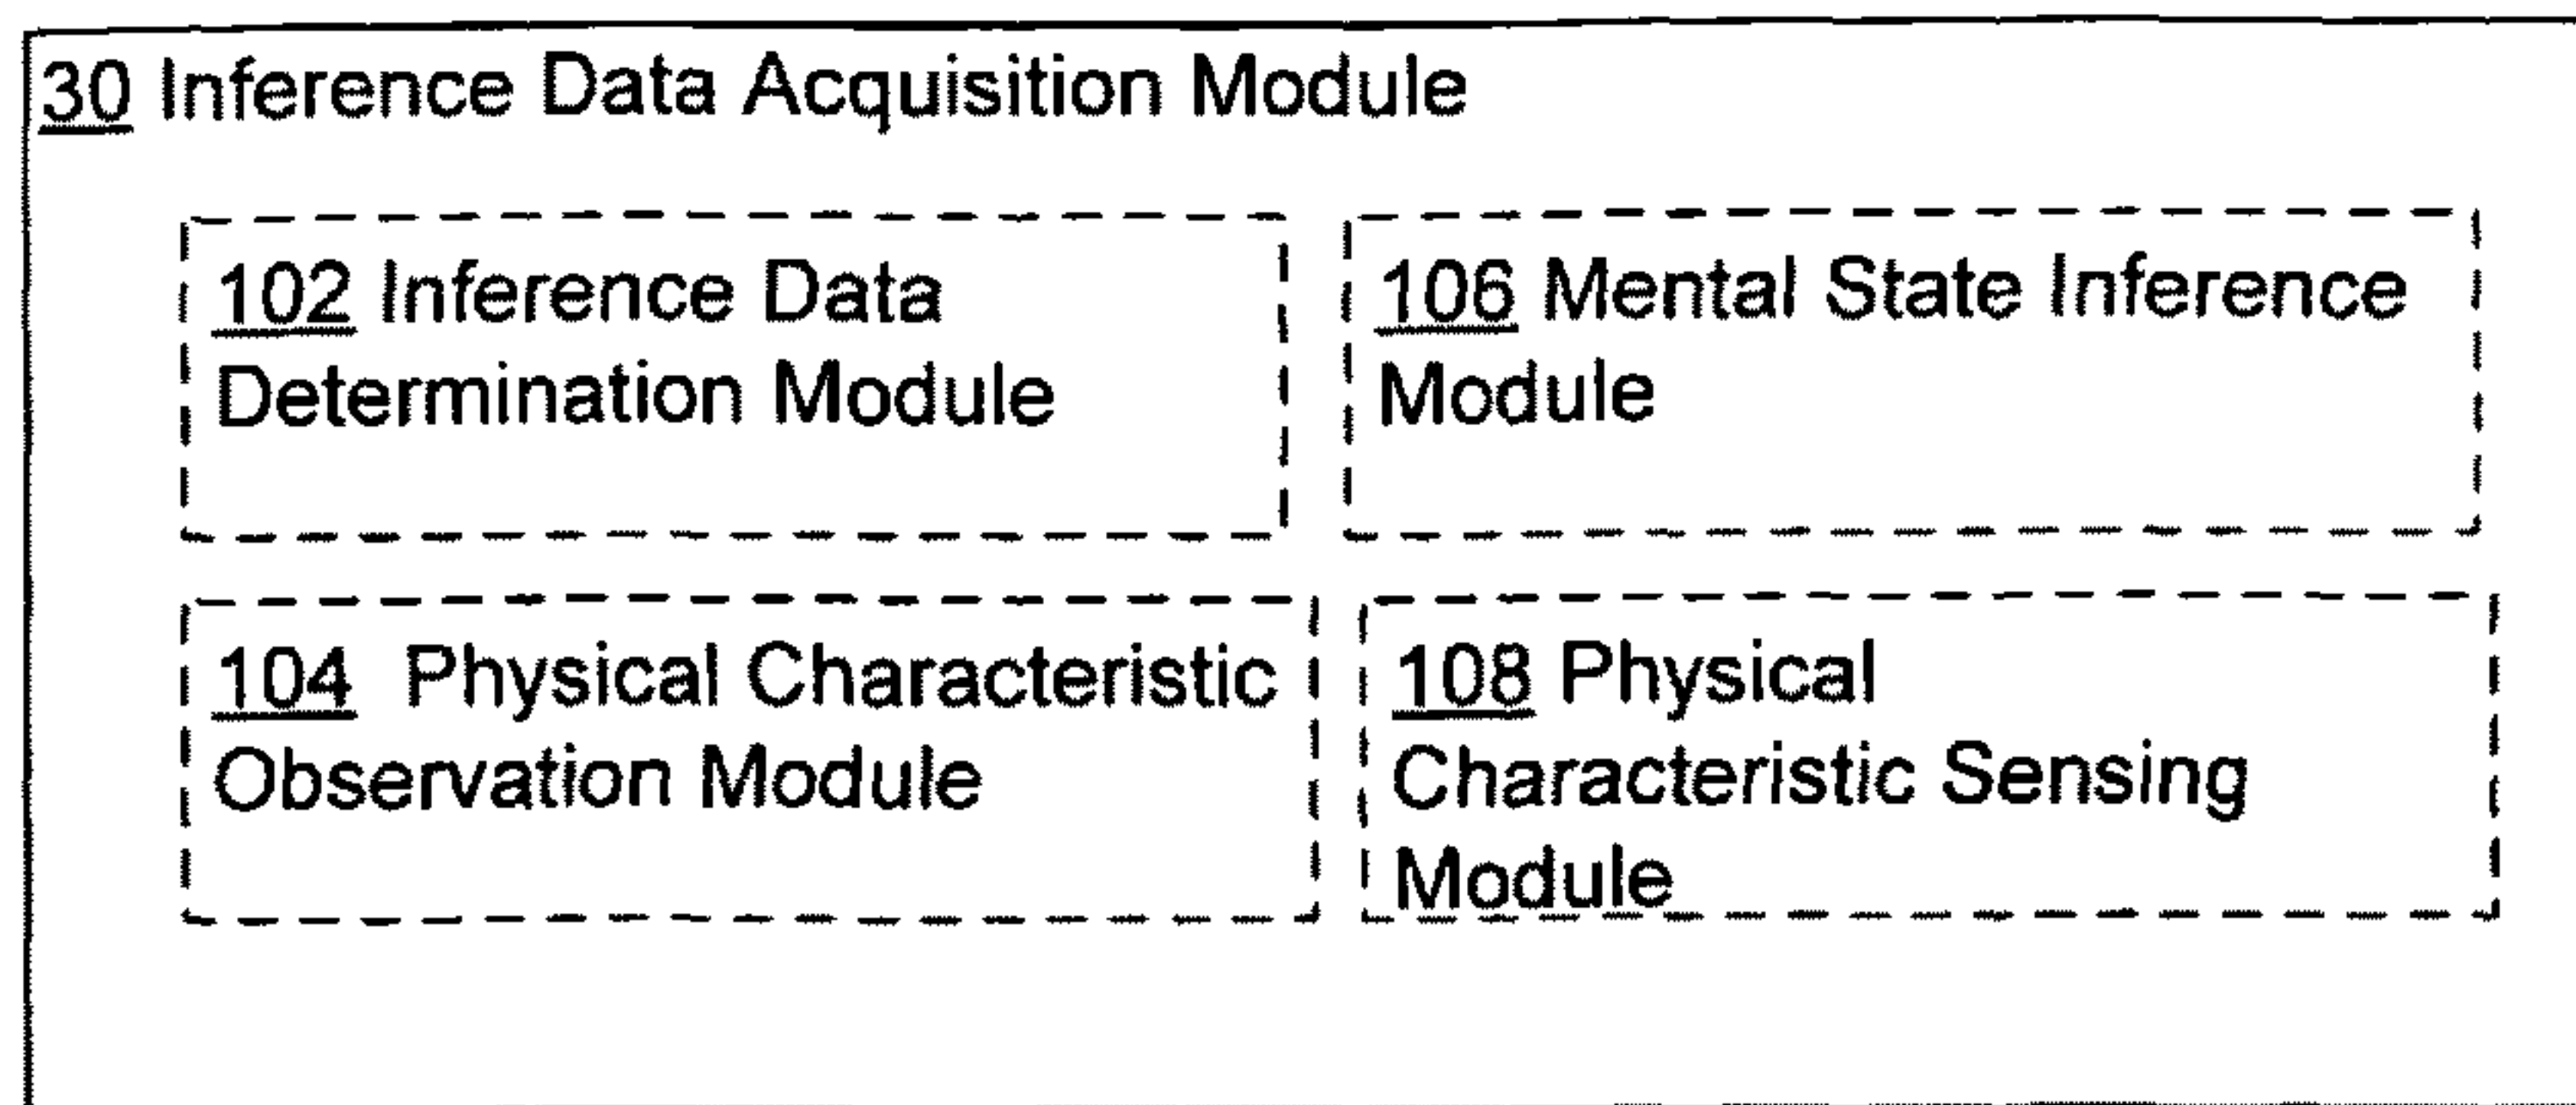 30 Inference Data Acquisition Module
102 Inference Data
Determination Module
106 Mental State Inference
Module
104 Physical Characteristic
Observation Module
108 Physical
Characteristic Sensing
Module